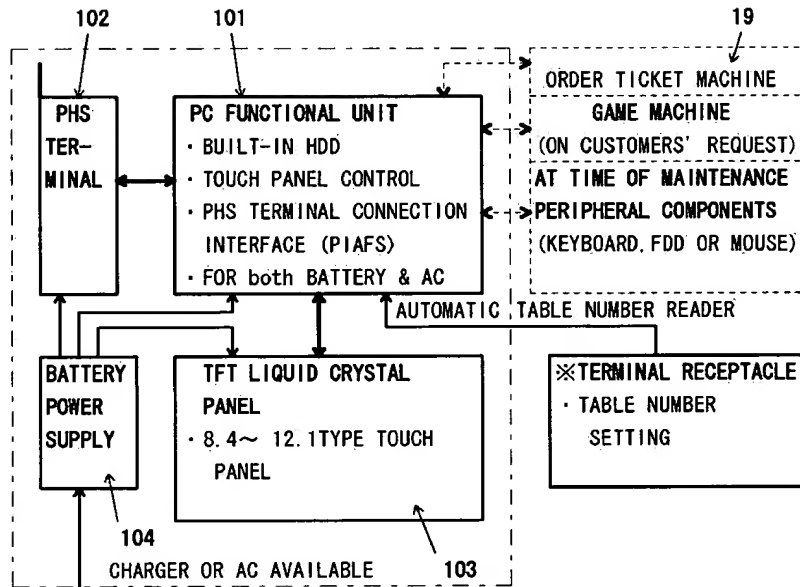 102
101
19
PHS
TER-
MINAL
PC FUNCTIONAL UNIT
· BUILT-IN HDD
· TOUCH PANEL CONTROL
· PHS TERMINAL CONNECTION
INTERFACE (PIAFS)
· FOR both BATTERY & AC
ORDER TICKET MACHINE
GAME MACHINE
(ON CUSTOMERS' REQUEST)
AT TIME OF MAINTENANCE
PERIPHERAL COMPONENTS
(KEYBOARD, FDD OR MOUSE)
AUTOMATIC TABLE NUMBER READER
BATTERY
POWER
SUPPLY
TFT LIQUID CRYSTAL
PANEL
· 8.4～ 12.1TYPE TOUCH
PANEL
※TERMINAL RECEPTACLE
· TABLE NUMBER
SETTING
104
CHARGER OR AC AVAILABLE
103